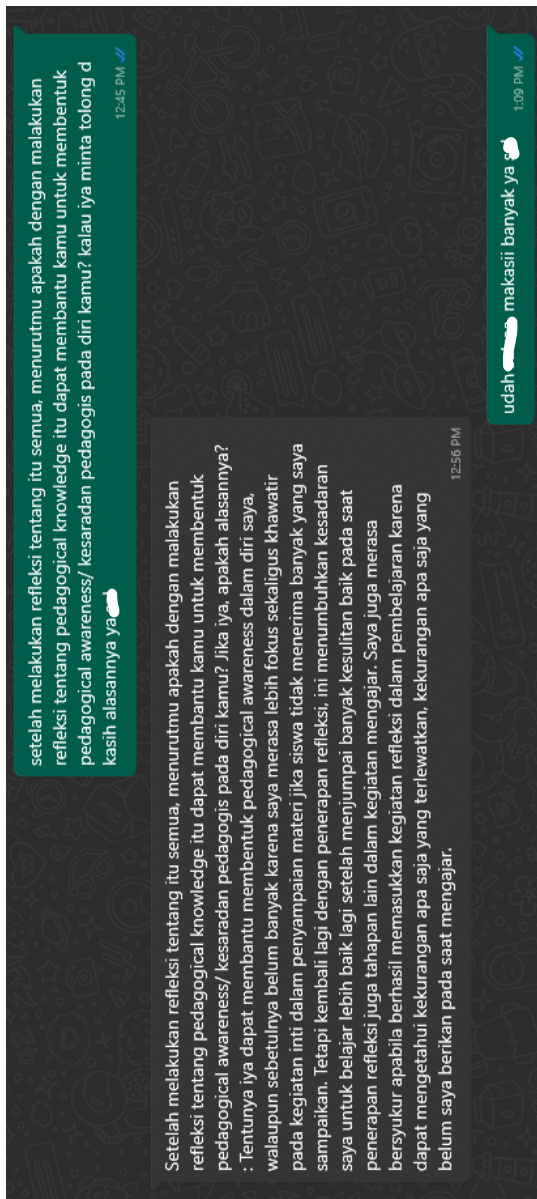 setelah melakukan refleksi tentang itu semua, menurutmu apakah dengan malakukan
refleksi tentang pedagogical knowledge itu dapat membantu kamu untuk membentuk
pedagogical awareness/ kesaradan pedagogis pada diri kamu? kalau iya minta tolong d
kasih alasannya ya
12:45 PM
Setelah melakukan refleksi tentang itu semua, menurutmu apakah dengan malakukan
refleksi tentang pedagogical knowledge itu dapat membantu kamu untuk membentuk
pedagogical awareness/ kesaradan pedagogis pada diri kamu? Jika iya, apakah alasannya?
: Tentunya iya dapat membantu membentuk pedagogical awareness dalam diri saya,
walaupun sebetulnya belum banyak karena saya merasa lebih fokus sekaligus khawatir
pada kegiatan inti dalam penyampaian materi jika siswa tidak menerima banyak yang saya
sampaikan. Tetapi kembali lagi dengan penerapan refleksi, ini menumbuhkan kesadaran
saya untuk belajar lebih baik lagi setelah menjumpai banyak kesulitan baik pada saat
penerapan refleksi juga tahapan lain dalam kegiatan mengajar. Saya juga merasa
bersyukur apabila berhasil memasukkan kegiatan refleksi dalam pembelajaran karena
dapat mengetahui kekurangan apa saja yang terlewatkan, kekurangan apa saja yang
belum saya berikan pada saat mengajar.
12:56 PM
udah makasii banyak ya
1:09 PM